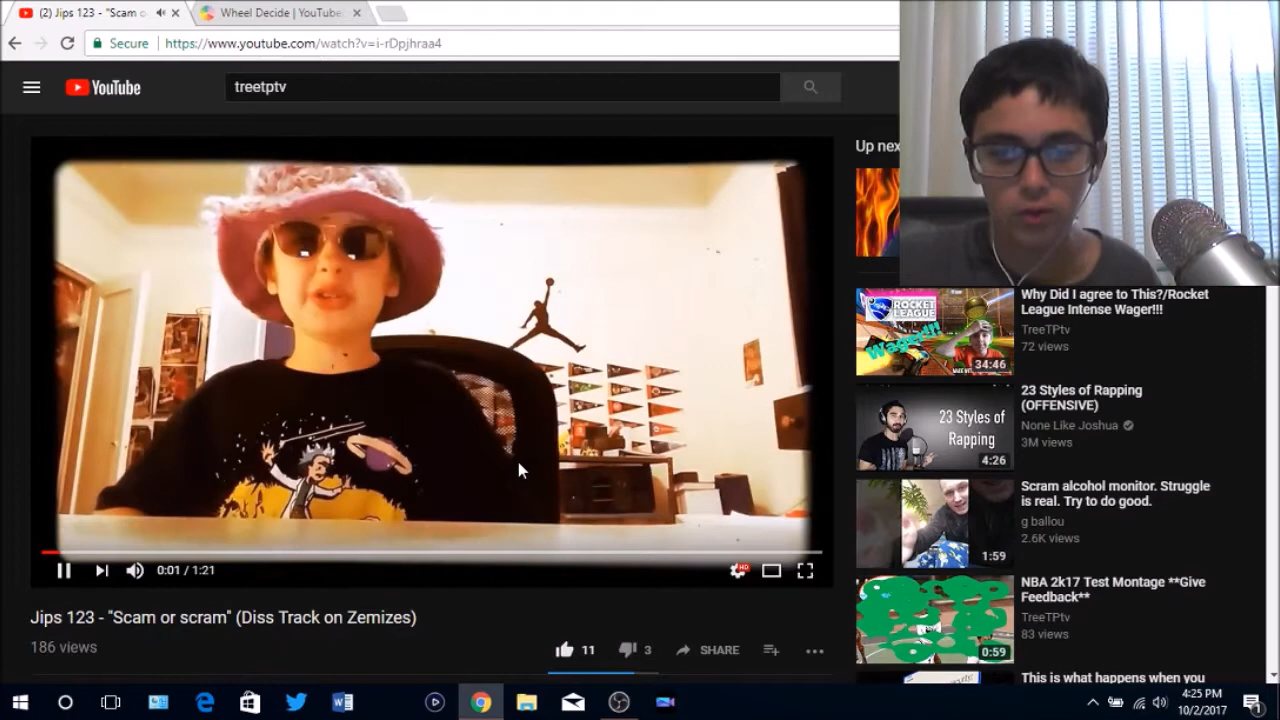 (2) Jips 123 - "Scam o
Wheel Decide | YouTube
Secure
https://www.youtube.com/watch?v=i-rDpjhraa4
YouTube
treetptv
Up nex
ROCKET
LEAGUE
Wager!!!
34:46
Why Did I agree to This?/Rocket
League Intense Wager!!!
TreeTPtv
72 views
23 Styles of
Rapping
4:26
23 Styles of Rapping
(OFFENSIVE)
None Like Joshua
3M views
1:59
Scram alcohol monitor. Struggle
is real. Try to do good.
g ballou
2.6K views
0:59
NBA 2k17 Test Montage **Give
Feedback**
TreeTPtv
83 views
This is what happens when you
0:01 / 1:21
HD
Jips 123 - "Scam or scram" (Diss Track on Zemizes)
186 views
11
3
SHARE
4:25 PM
10/2/2017
1